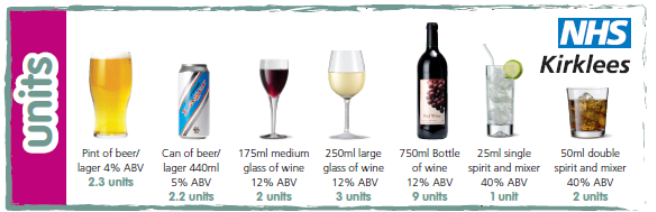 units
NHS
Kirklees
Pint of beer/
lager 4% ABV
2.3 units
Can of beer/
lager 440ml
5% ABV
2.2 units
175ml medium
glass of wine
12% ABV
2 units
250ml large
glass of wine
12% ABV
3 units
750ml Bottle
of wine
12% ABV
9 units
25ml single
spirit and mixer
40% ABV
1 unit
50ml double
spirit and mixer
40% ABV
2 units